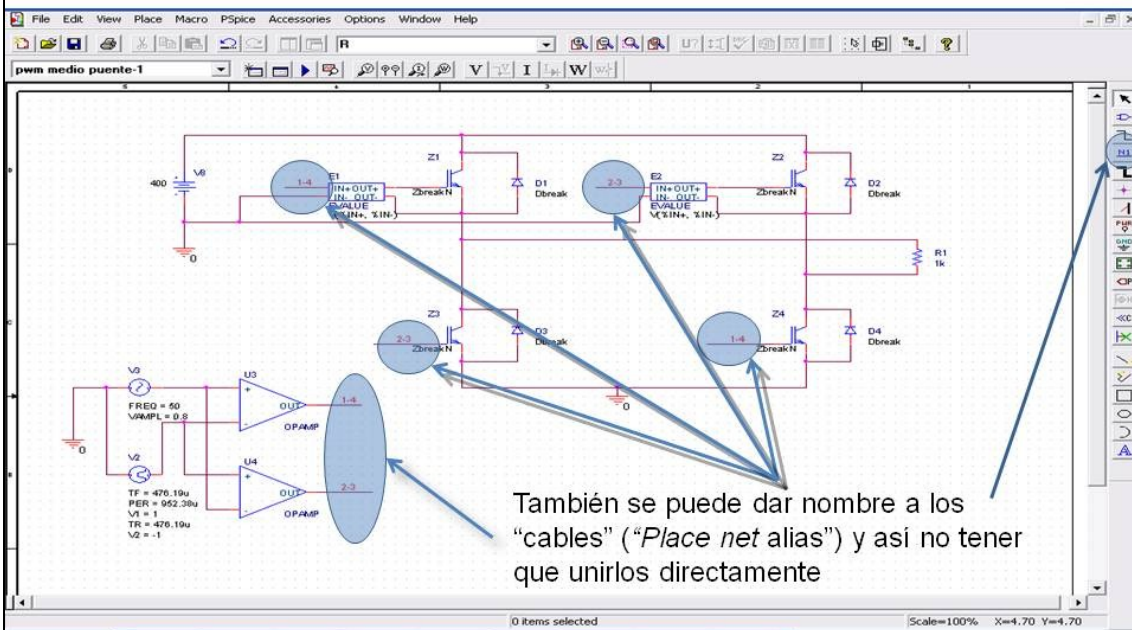 File Edit View Place Macro PSpice Accessories Options Window Help
R
pwm medio puente-1
V I W
5 4 3 2 1
Z1
Z2
400
V8
1-4
E1
IN+ OUT+
IN- OUT-
EVALUE
V(%IN+, %IN-)
ZbreakN
D1
Dbreak
2-3
E2
IN+ OUT+
IN- OUT-
EVALUE
V(%IN+, %IN-)
ZbreakN
D2
Dbreak
0
R1
1k
Z3
2-3
ZbreakN
D3
Dbreak
Z4
1-4
ZbreakN
D4
Dbreak
0
V3
FREQ = 50
VAMPL = 0.8
U3
OUT
OPAMP
1-4
0
V2
TF = 476.19u
PER = 952.38u
V1 = 1
TR = 476.19u
V2 = -1
U4
OUT
OPAMP
2-3
También se puede dar nombre a los
“cables” (“Place net alias”) y así no tener
que unirlos directamente
0 items selected
Scale=100% X=4.70 Y=4.70